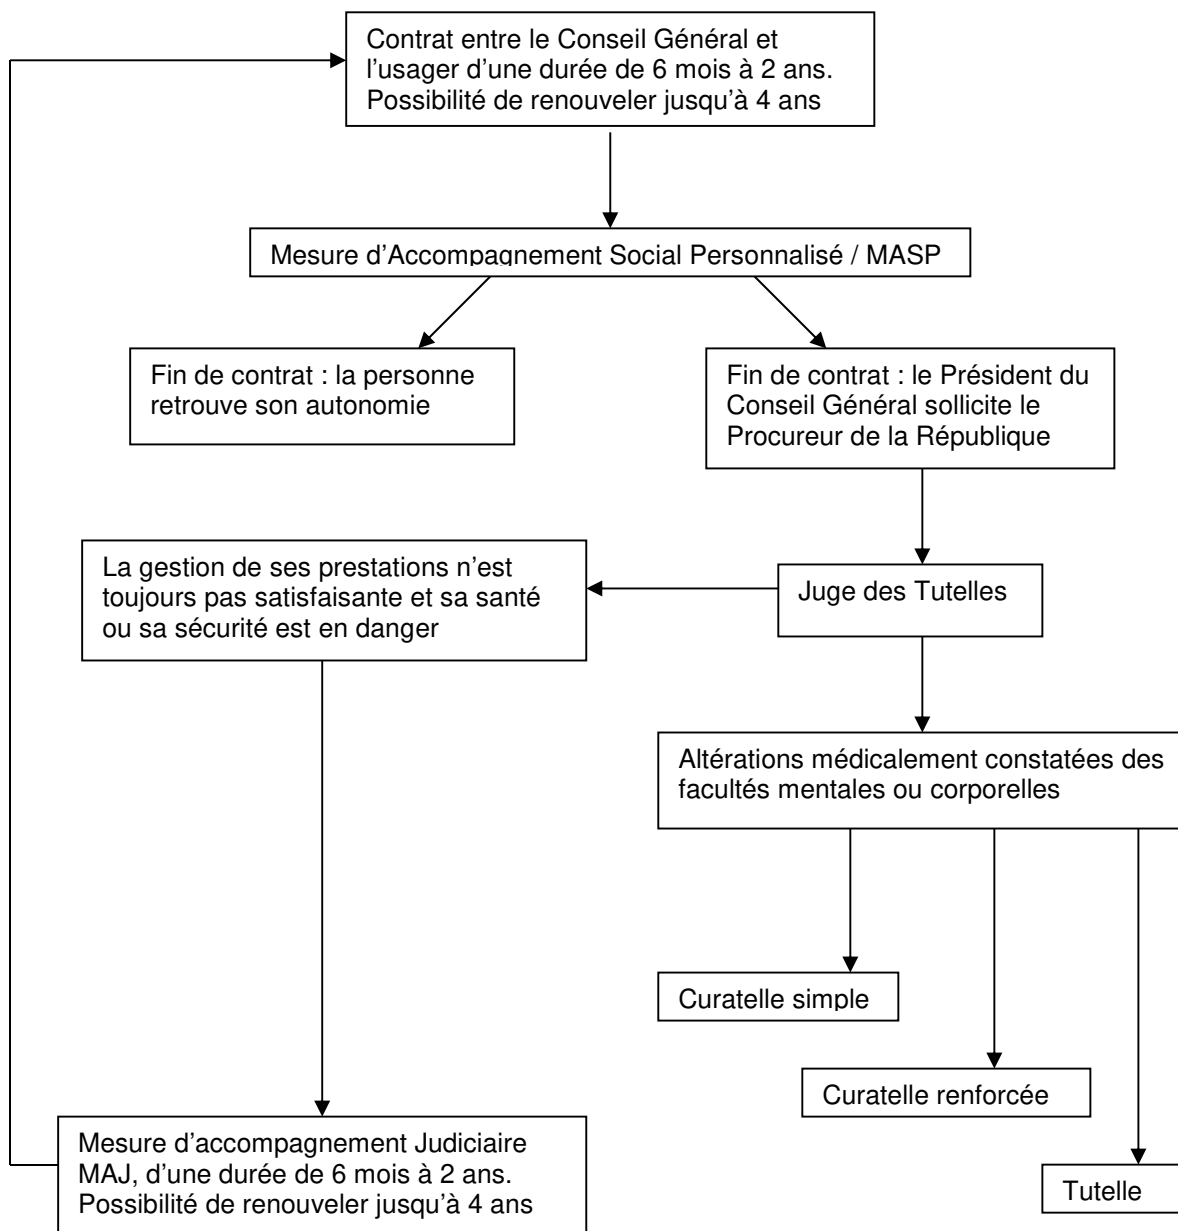 Contrat entre le Conseil Général et
l'usager d'une durée de 6 mois à 2 ans.
Possibilité de renouveler jusqu'à 4 ans
Mesure d'Accompagnement Social Personnalisé / MASP
Fin de contrat : la personne
retrouve son autonomie
Fin de contrat : le Président du
Conseil Général sollicite le
Procureur de la République
La gestion de ses prestations n'est
toujours pas satisfaisante et sa santé
ou sa sécurité est en danger
Juge des Tutelles
Altérations médicalement constatées des
facultés mentales ou corporelles
Curatelle simple
Curatelle renforcée
Mesure d'accompagnement Judiciaire
MAJ, d'une durée de 6 mois à 2 ans.
Possibilité de renouveler jusqu'à 4 ans
Tutelle